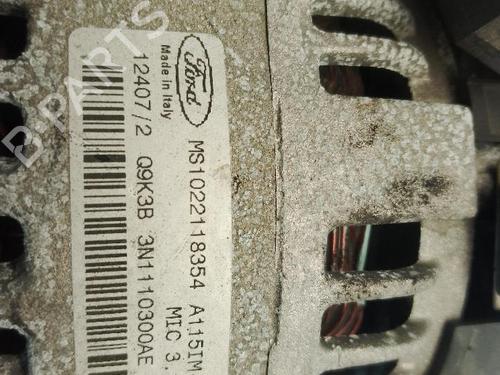 Ford
Made in Italy
MS1022118354 A115IM
MIC 3.
12407/2 Q9K3B 3N1110300AE
B PARTS